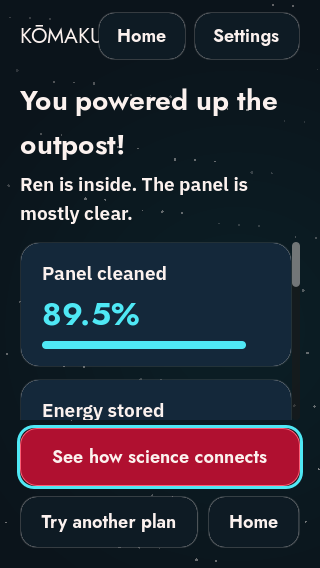 KŌMAKU
Home
Settings
You powered up the
outpost!
Ren is inside. The panel is
mostly clear.
Panel cleaned
89.5%
Energy stored
See how science connects
Try another plan
Home